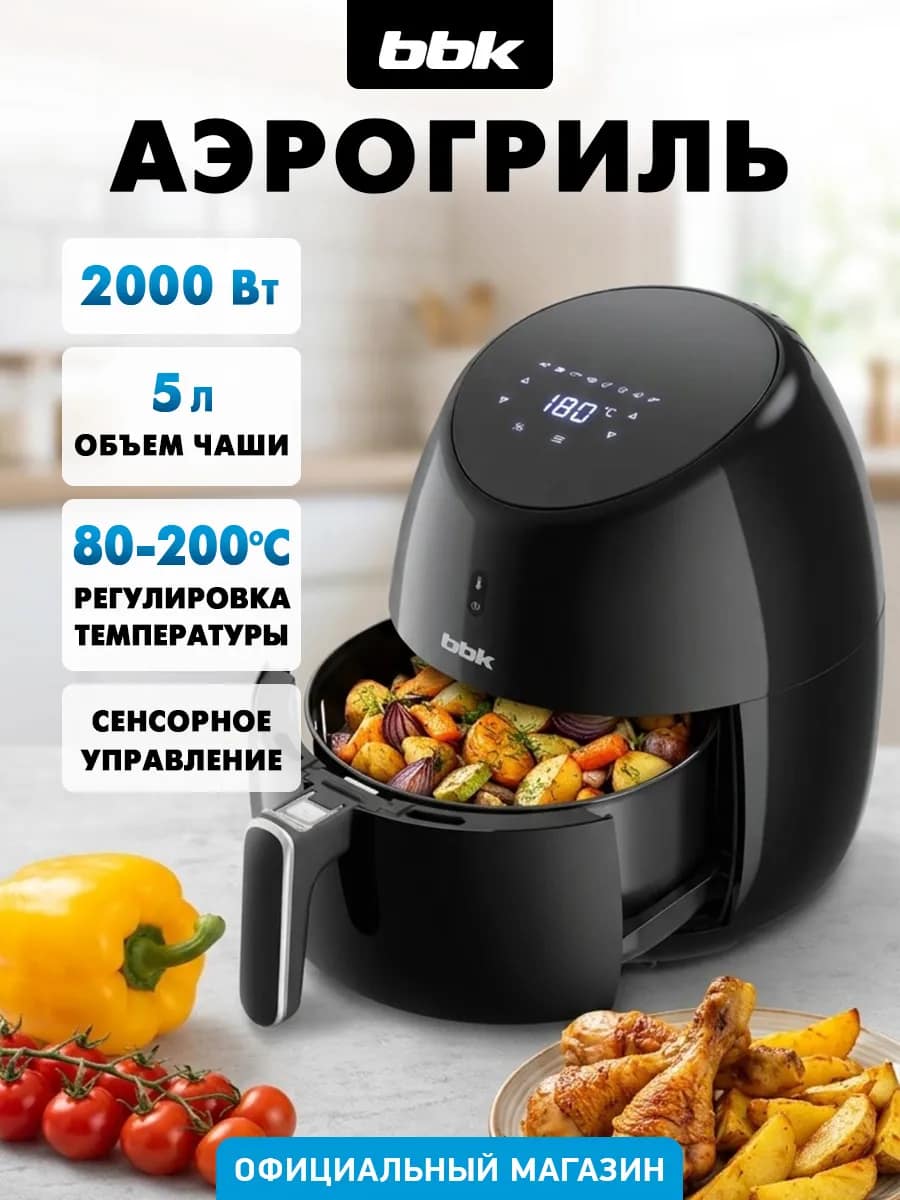 bbk
АЭРОГРИЛЬ
2000 Вт
5 л
ОБЪЕМ ЧАШИ
80-200°С
РЕГУЛИРОВКА
ТЕМПЕРАТУРЫ
СЕНСОРНОЕ
УПРАВЛЕНИЕ
180 °C
bbk
ОФИЦИАЛЬНЫЙ МАГАЗИН